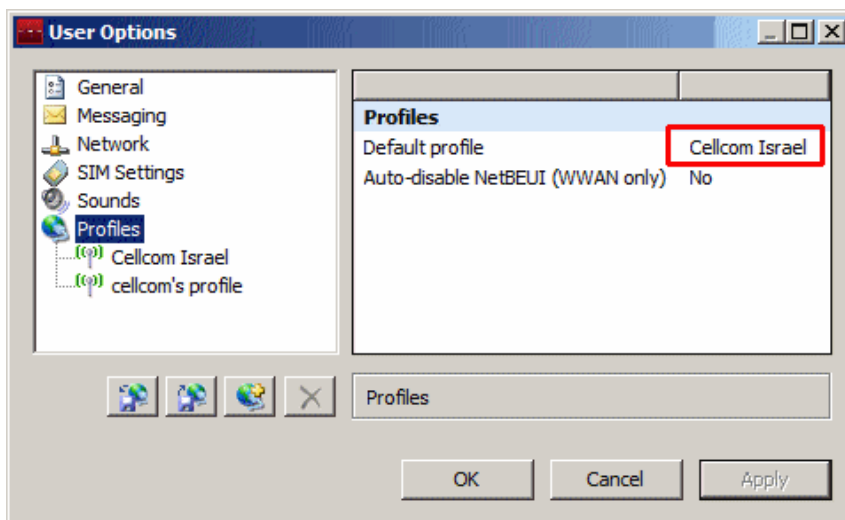 User Options
General
Messaging
Network
SIM Settings
Sounds
Profiles
Cellcom Israel
cellcom's profile
Profiles
Default profile Cellcom Israel
Auto-disable NetBEUI (WWAN only) No
Profiles
OK Cancel Apply